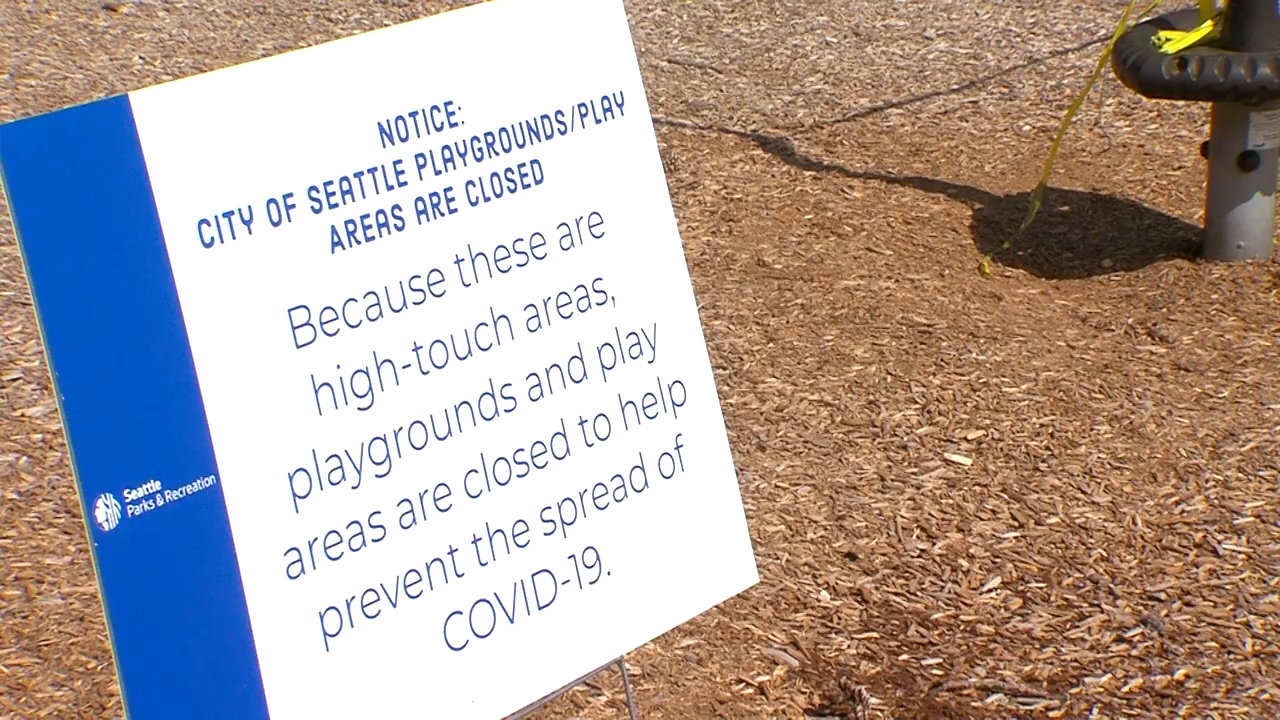 NOTICE:
CITY OF SEATTLE PLAYGROUNDS/PLAY
AREAS ARE CLOSED
Because these are
high-touch areas,
playgrounds and play
areas are closed to help
prevent the spread of
COVID-19.
Seattle
Parks & Recreation